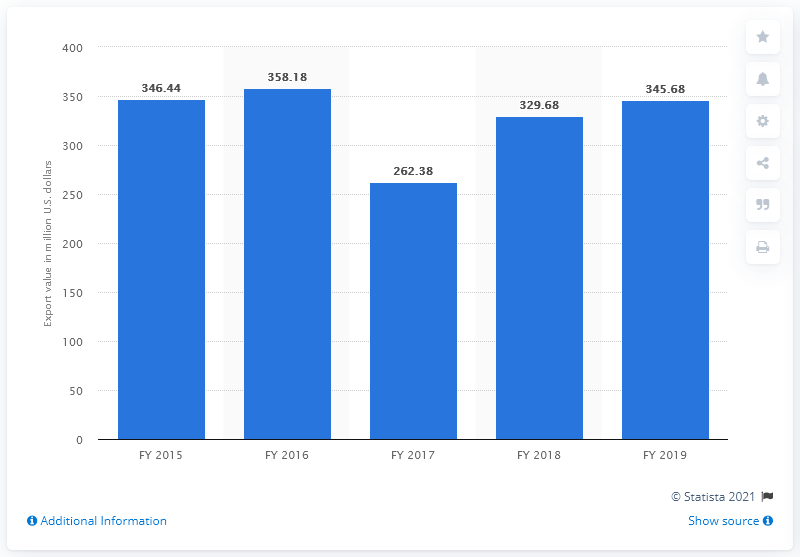 400
350
300
250
200
150
100
50
0
Export value in million U.S. dollars
346.44
358.18
262.38
329.68
345.68
FY 2015
FY 2016
FY 2017
FY 2018
FY 2019
© Statista 2021
Additional Information
Show source